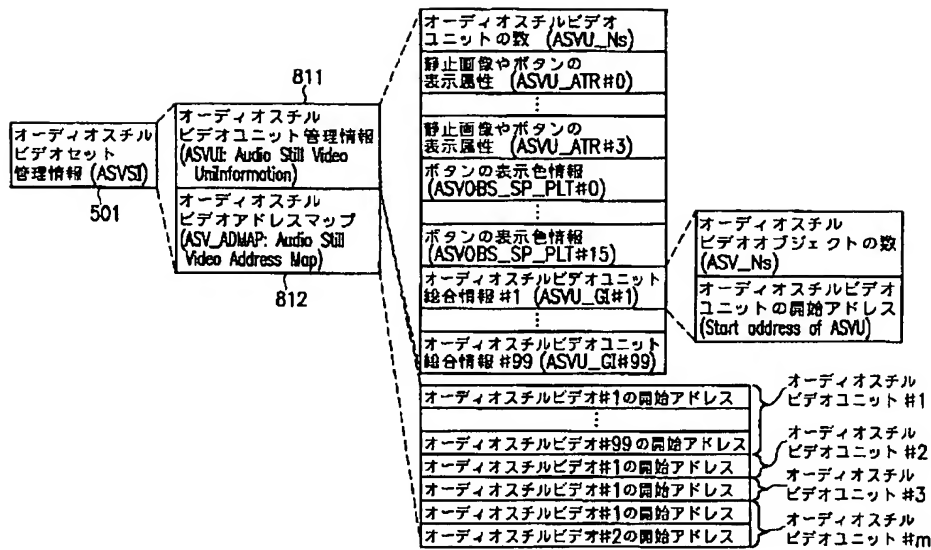 オーディオスチル
ビデオセット
管理情報 (ASVSI)
501
811
オーディオスチル
ビデオユニット管理情報
(ASVUI: Audio Still Video
UniInformation)
オーディオスチル
ビデオアドレスマップ
(ASV_ADMAP: Audio Still
Video Address Map)
812
オーディオスチルビデオ
ユニットの数 (ASVU_Ns)
静止画像やボタンの
表示属性 (ASVU_ATR#0)
⋮
静止画像やボタンの
表示属性 (ASVU_ATR#3)
ボタンの表示色情報
(ASVOBS_SP_PLT#0)
⋮
ボタンの表示色情報
(ASVOBS_SP_PLT#15)
オーディオスチルビデオユニット
総合情報 #1 (ASVU_GI#1)
⋮
オーディオスチルビデオユニット
総合情報 #99 (ASVU_GI#99)
オーディオスチル
ビデオオブジェクトの数
(ASV_Ns)
オーディオスチルビデオ
ユニットの開始アドレス
(Start address of ASVU)
オーディオスチルビデオ#1の開始アドレス
⋮
オーディオスチルビデオ#99の開始アドレス
オーディオスチルビデオ#1の開始アドレス
オーディオスチルビデオ#1の開始アドレス
オーディオスチルビデオ#1の開始アドレス
オーディオスチルビデオ#2の開始アドレス
オーディオスチル
ビデオユニット #1
オーディオスチル
ビデオユニット #2
オーディオスチル
ビデオユニット #3
オーディオスチル
ビデオユニット #m